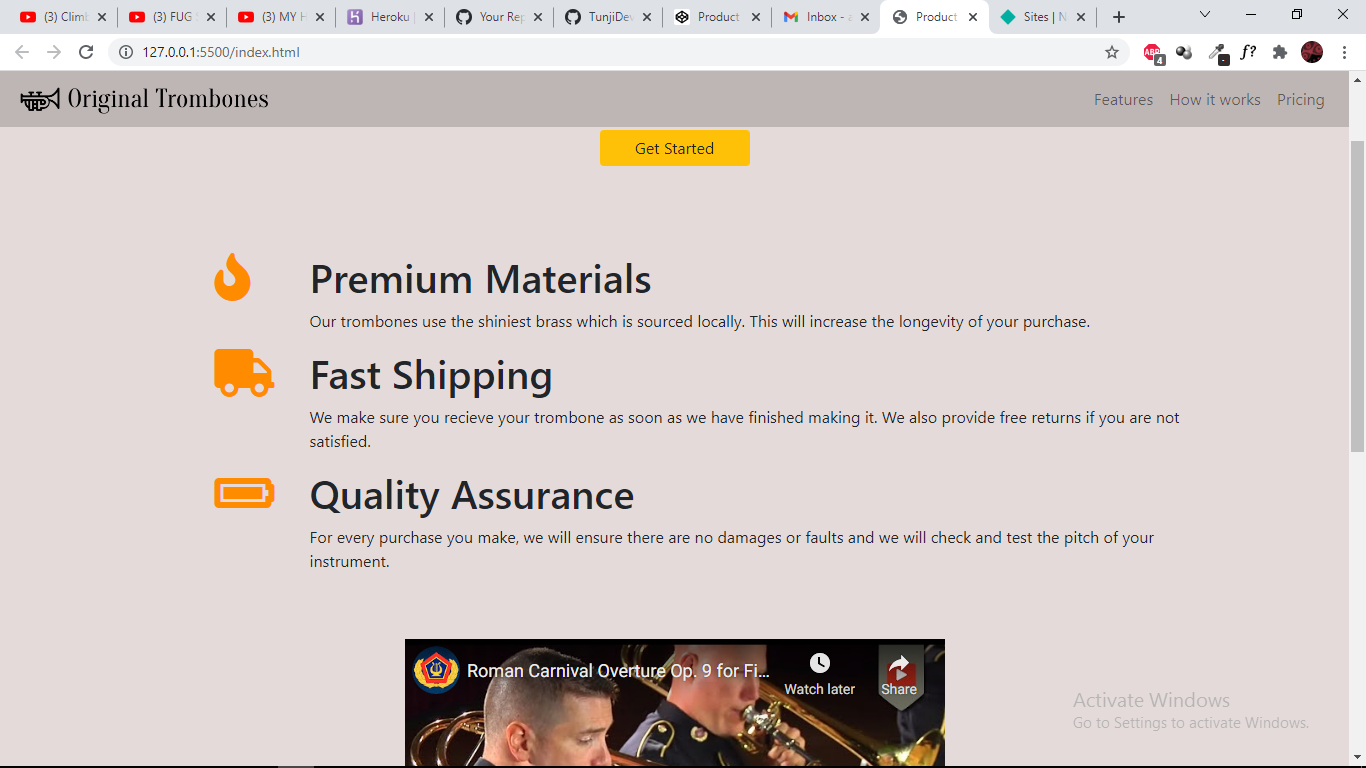 (3) Climb
(3) FUG
(3) MY H
Heroku
Your Rep
TunjiDev
Product
Inbox - a
Product
Sites | N
127.0.0.1:5500/index.html
ABP
4
f?
Original Trombones
Features
How it works
Pricing
Get Started
Premium Materials
Our trombones use the shiniest brass which is sourced locally. This will increase the longevity of your purchase.
Fast Shipping
We make sure you recieve your trombone as soon as we have finished making it. We also provide free returns if you are not
satisfied.
Quality Assurance
For every purchase you make, we will ensure there are no damages or faults and we will check and test the pitch of your
instrument.
Roman Carnival Overture Op. 9 for Fi...
Watch later
Share
Activate Windows
Go to Settings to activate Windows.